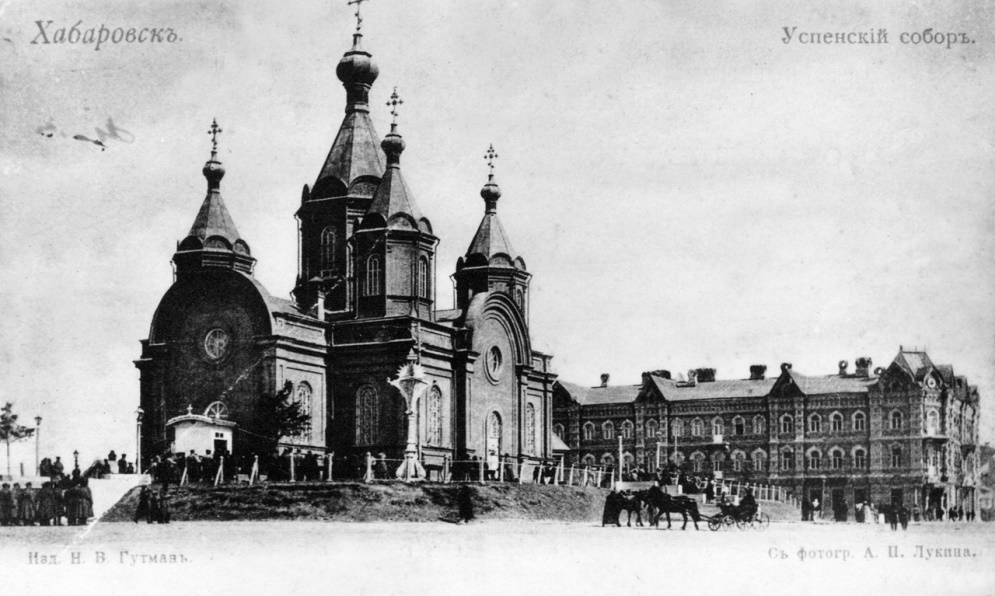 Хабаровскъ.
Успенскій соборъ.
Изд. Н. В. Гутманъ.
Съ фотогр. А. П. Лукина.